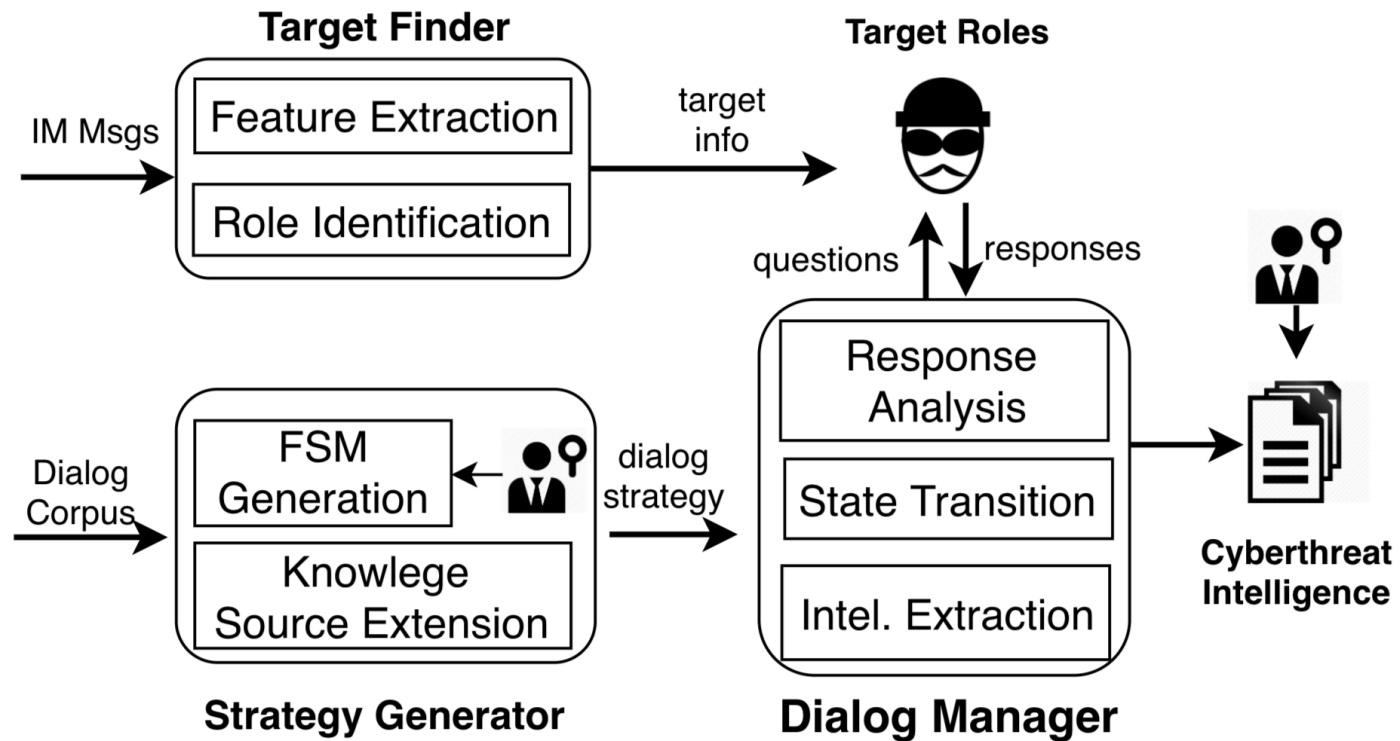 Target Finder
Target Roles
IM Msgs
Feature Extraction
Role Identification
target
info
questions
responses
Dialog
Corpus
FSM
Generation
Knowlege
Source Extension
Strategy Generator
dialog
strategy
Response
Analysis
State Transition
Intel. Extraction
Dialog Manager
Cyberthreat
Intelligence